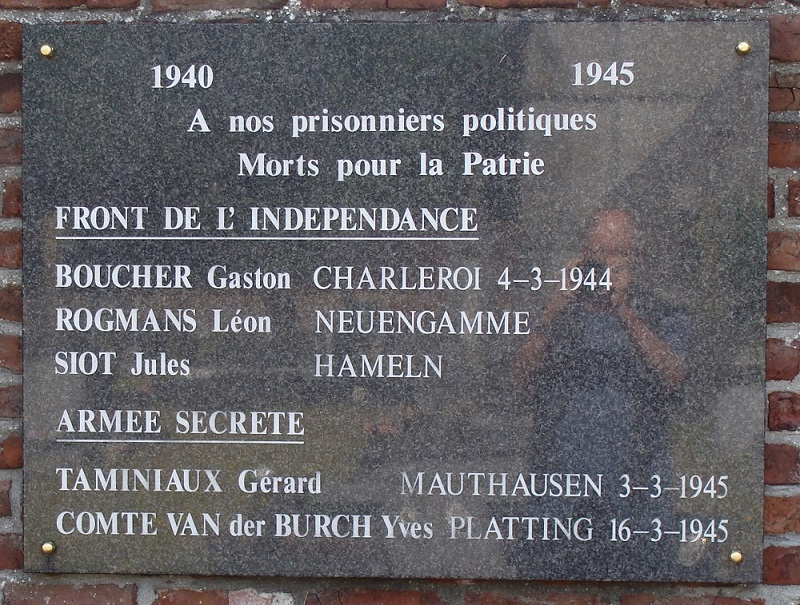 1940 1945
A nos prisonniers politiques
Morts pour la Patrie
FRONT DE L' INDEPENDANCE
BOUCHER Gaston CHARLEROI 4-3-1944
ROGMANS Léon NEUENGAMME
SIOT Jules HAMELN
ARMEE SECRETE
TAMINIAUX Gérard MAUTHAUSEN 3-3-1945
COMTE VAN der BURCH Yves PLATTING 16-3-1945